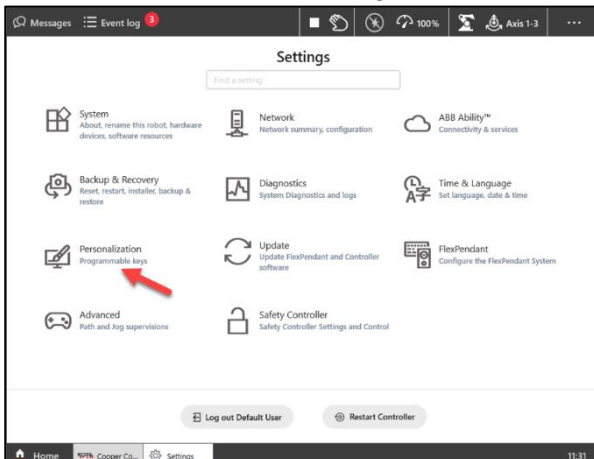 Messages Event log 3 100% Axis 1-3 ...
Settings
Find a setting
System
About, rename this robot, hardware
devices, software resources
Network
Network summary, configuration
ABB Ability™
Connectivity & services
Backup & Recovery
Reset, restart, installer, backup &
restore
Diagnostics
System Diagnostics and logs
Time & Language
Set language, date & time
Personalization
Programmable keys
Update
Update FlexPendant and Controller
software
FlexPendant
Configure the FlexPendant System
Advanced
Path and Jog supervisions
Safety Controller
Safety Controller Settings and Control
Log out Default User Restart Controller
Home Cooper Co... Settings 11:31